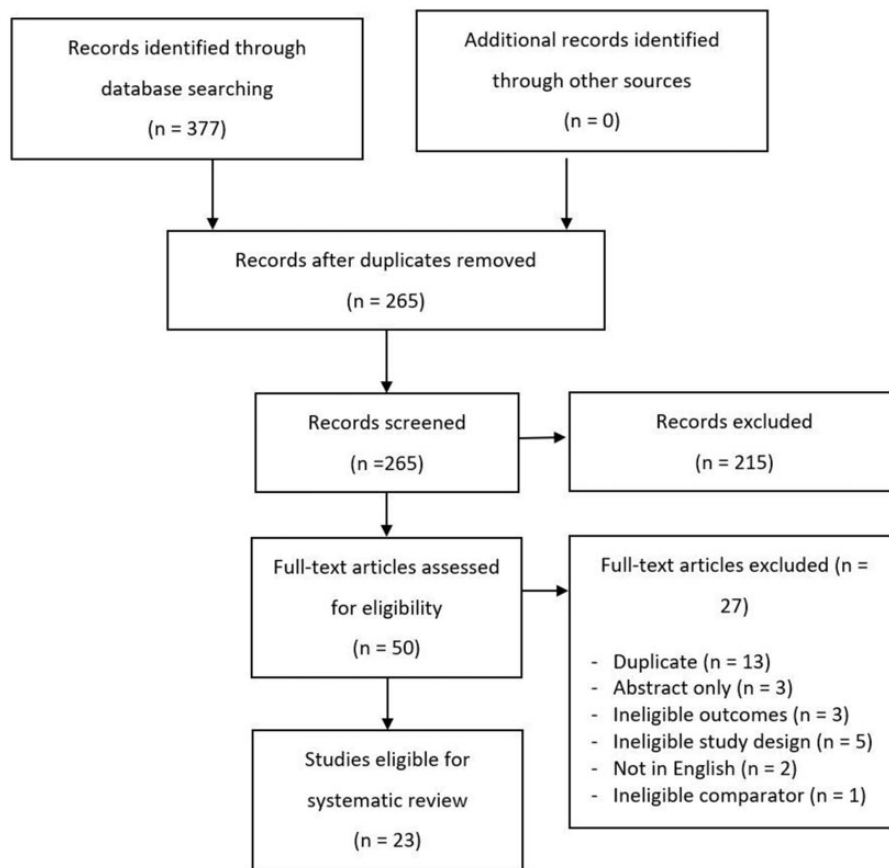 Records identified through
database searching
(n = 377)
Additional records identified
through other sources
(n = 0)
Records after duplicates removed
(n = 265)
Records screened
(n =265)
Records excluded
(n = 215)
Full-text articles assessed
for eligibility
(n = 50)
Full-text articles excluded (n =
27)
- Duplicate (n = 13)
- Abstract only (n = 3)
- Ineligible outcomes (n = 3)
- Ineligible study design (n = 5)
- Not in English (n = 2)
- Ineligible comparator (n = 1)
Studies eligible for
systematic review
(n = 23)